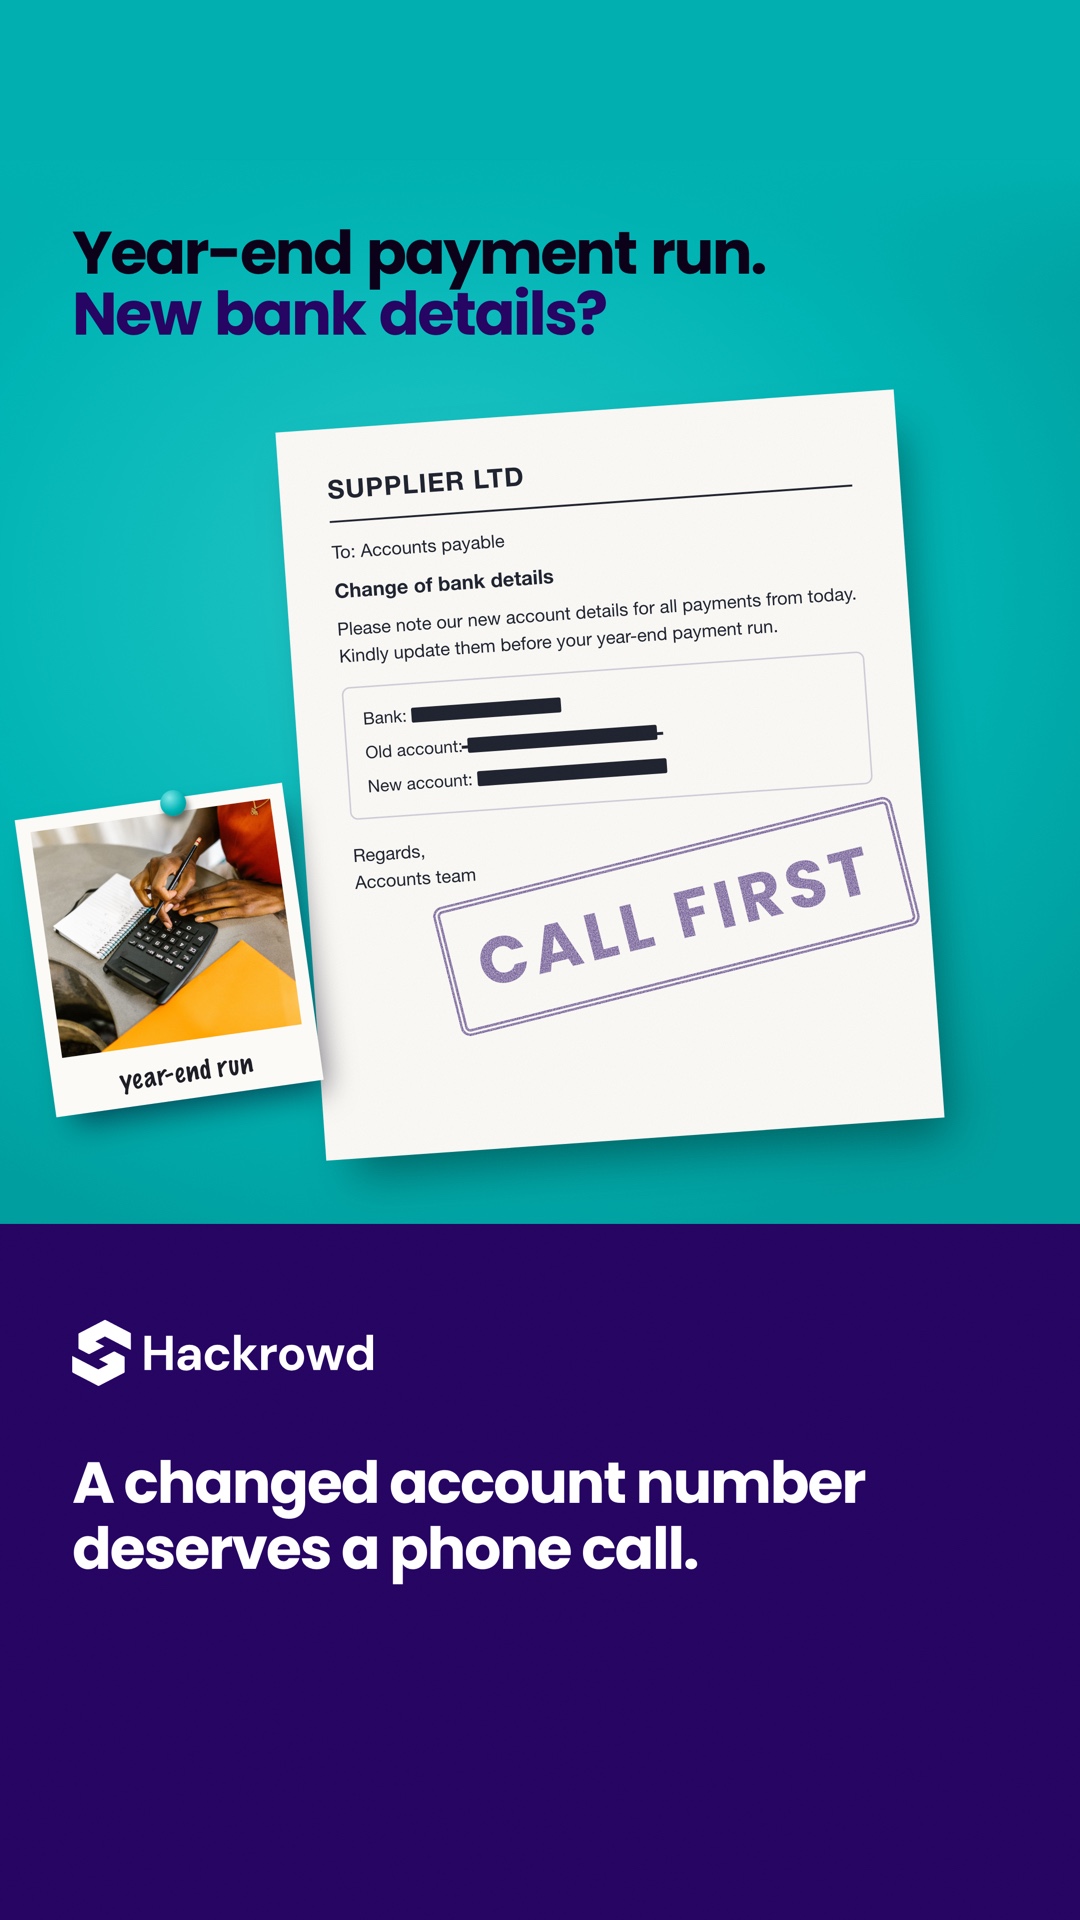 Year-end payment run.
New bank details?
SUPPLIER LTD
To: Accounts payable
Change of bank details
Please note our new account details for all payments from today.
Kindly update them before your year-end payment run.
Bank:
Old account:
New account:
Regards,
Accounts team
CALL FIRST
year-end run
Hackrowd
A changed account number
deserves a phone call.